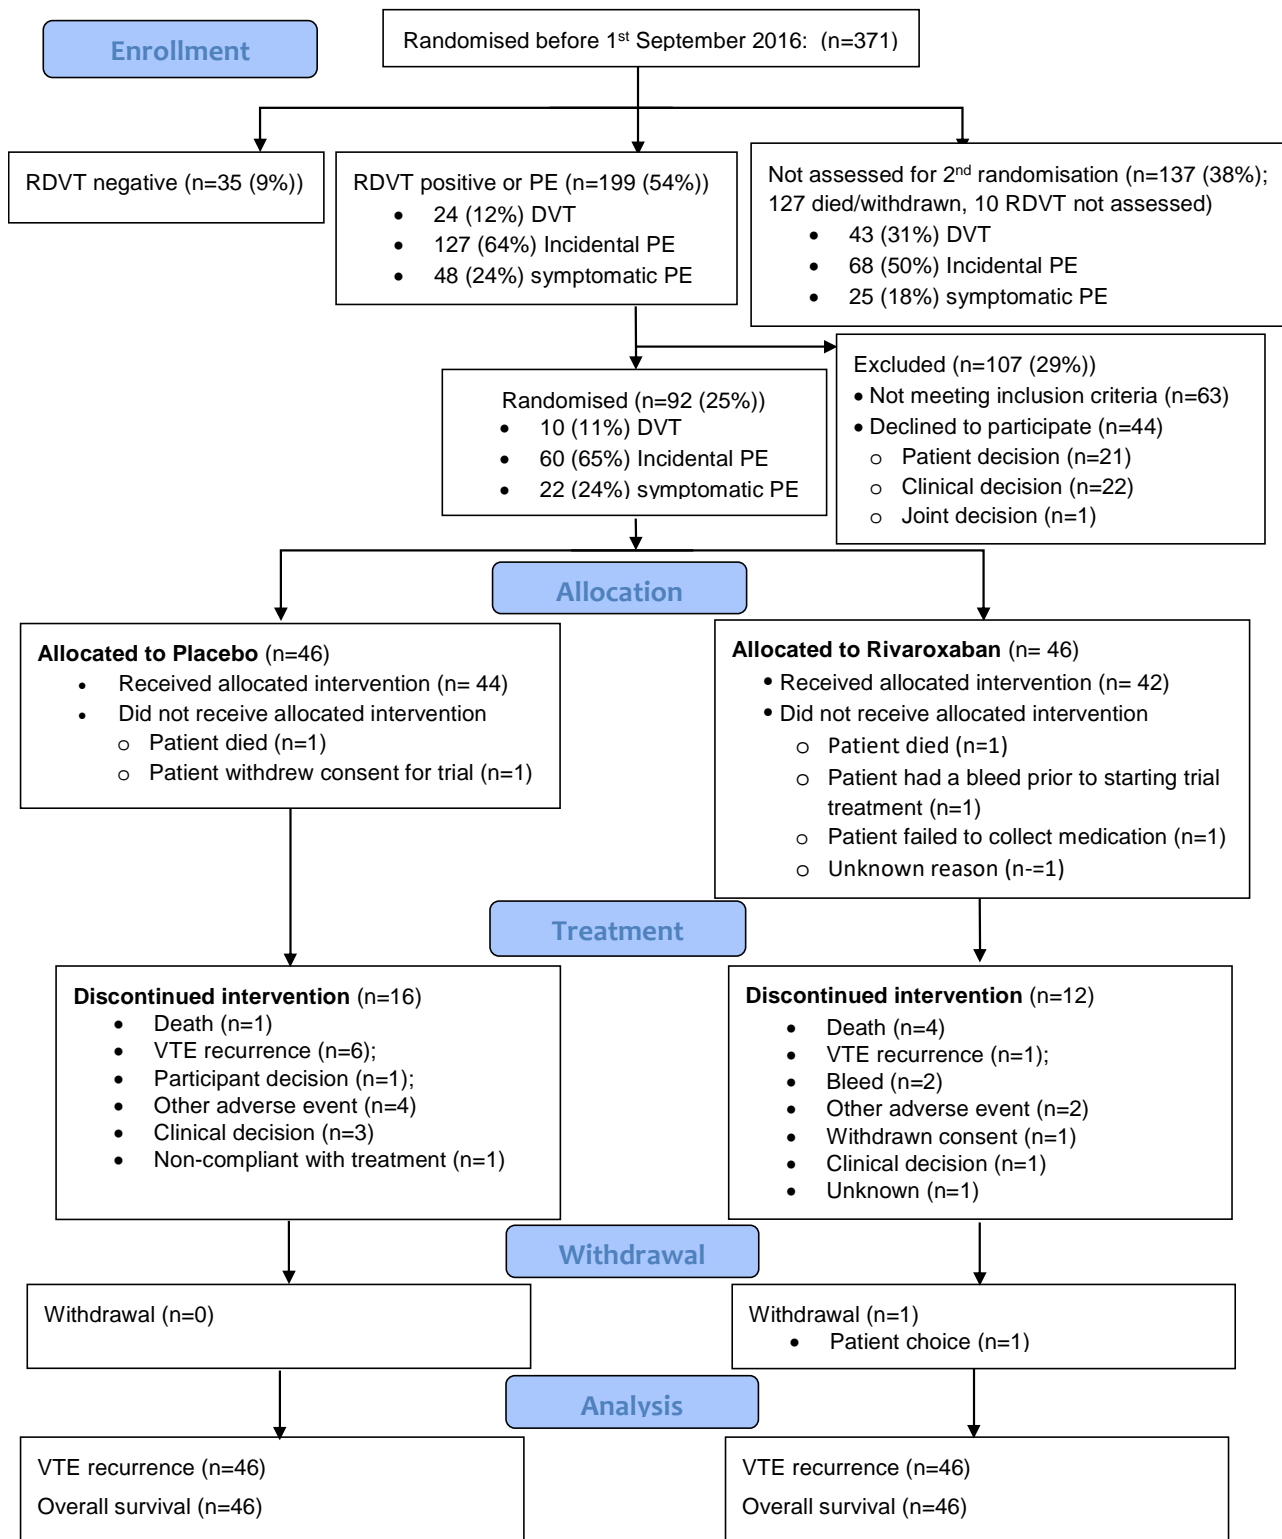 Enrollment
Randomised before 1st September 2016: (n=371)
RDVT negative (n=35 (9%))
RDVT positive or PE (n=199 (54%))
• 24 (12%) DVT
• 127 (64%) Incidental PE
• 48 (24%) symptomatic PE
Not assessed for 2nd randomisation (n=137 (38%);
127 died/withdrawn, 10 RDVT not assessed)
• 43 (31%) DVT
• 68 (50%) Incidental PE
• 25 (18%) symptomatic PE
Excluded (n=107 (29%))
• Not meeting inclusion criteria (n=63)
• Declined to participate (n=44)
o Patient decision (n=21)
o Clinical decision (n=22)
o Joint decision (n=1)
Randomised (n=92 (25%))
• 10 (11%) DVT
• 60 (65%) Incidental PE
• 22 (24%) symptomatic PE
Allocation
Allocated to Placebo (n=46)
• Received allocated intervention (n= 44)
• Did not receive allocated intervention
o Patient died (n=1)
o Patient withdrew consent for trial (n=1)
Allocated to Rivaroxaban (n= 46)
• Received allocated intervention (n= 42)
• Did not receive allocated intervention
o Patient died (n=1)
o Patient had a bleed prior to starting trial
treatment (n=1)
o Patient failed to collect medication (n=1)
o Unknown reason (n-=1)
Treatment
Discontinued intervention (n=16)
• Death (n=1)
• VTE recurrence (n=6);
• Participant decision (n=1);
• Other adverse event (n=4)
• Clinical decision (n=3)
• Non-compliant with treatment (n=1)
Discontinued intervention (n=12)
• Death (n=4)
• VTE recurrence (n=1);
• Bleed (n=2)
• Other adverse event (n=2)
• Withdrawn consent (n=1)
• Clinical decision (n=1)
• Unknown (n=1)
Withdrawal
Withdrawal (n=0)
Withdrawal (n=1)
• Patient choice (n=1)
Analysis
VTE recurrence (n=46)
Overall survival (n=46)
VTE recurrence (n=46)
Overall survival (n=46)